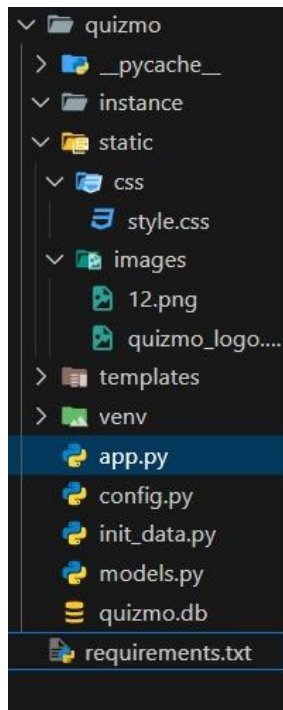 quizmo
__pycache__
instance
static
css
style.css
images
12.png
quizmo_logo....
templates
venv
app.py
config.py
init_data.py
models.py
quizmo.db
requirements.txt